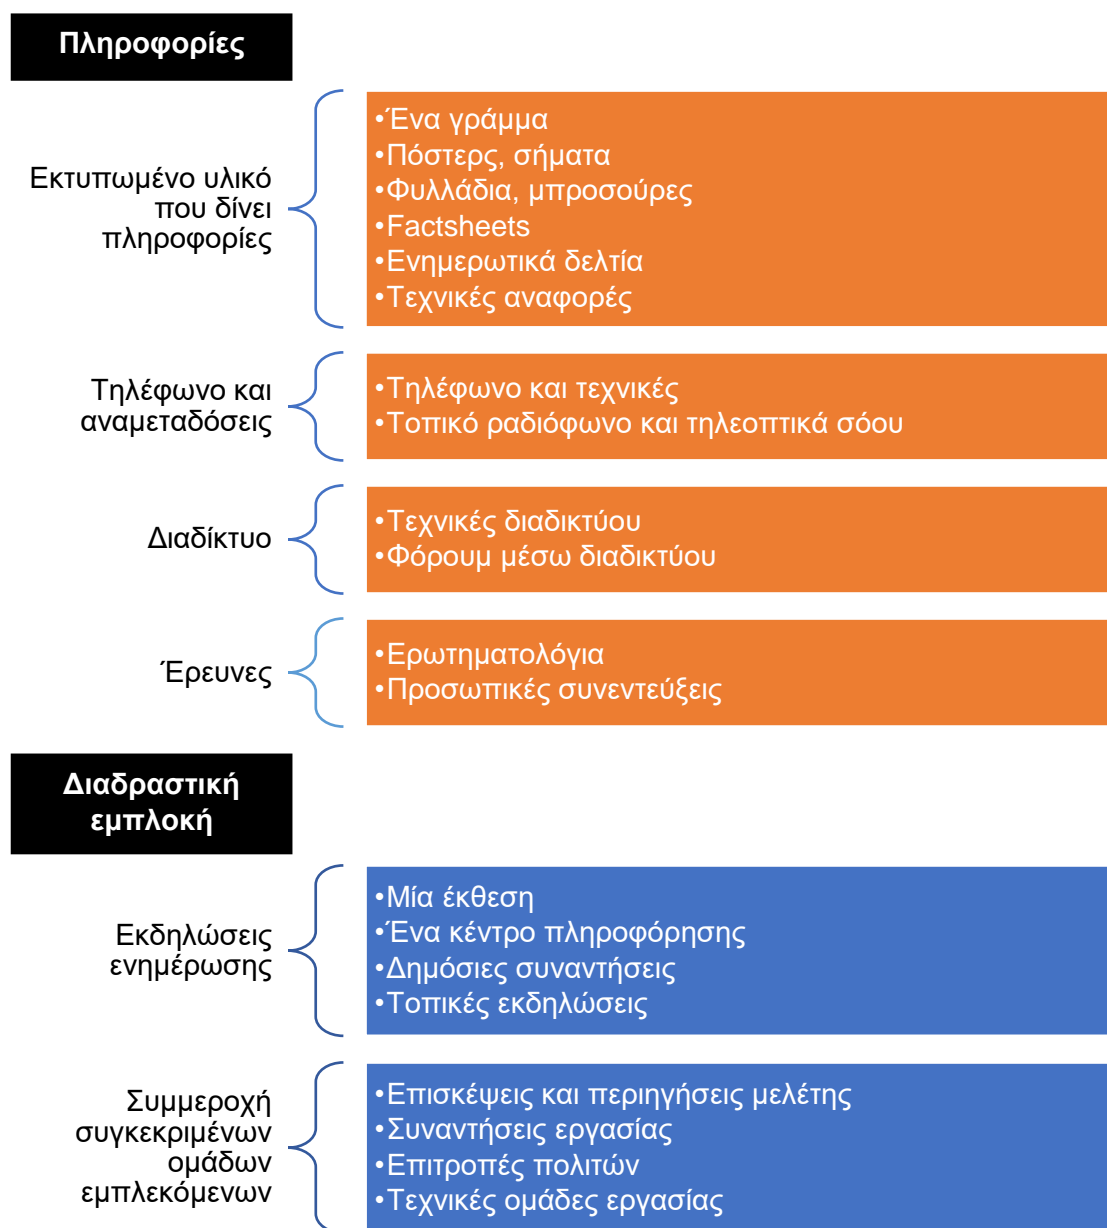 Πληροφορίες
Εκτυπωμένο υλικό
που δίνει
πληροφορίες
•Ένα γράμμα
•Πόστερς, σήματα
•Φυλλάδια, μπροσούρες
•Factsheets
•Ενημερωτικά δελτία
•Τεχνικές αναφορές
Τηλέφωνο και
αναμεταδόσεις
•Τηλέφωνο και τεχνικές
•Τοπικό ραδιόφωνο και τηλεοπτικά σόου
Διαδίκτυο
•Τεχνικές διαδικτύου
•Φόρουμ μέσω διαδικτύου
Έρευνες
•Ερωτηματολόγια
•Προσωπικές συνεντεύξεις
Διαδραστική
εμπλοκή
Εκδηλώσεις
ενημέρωσης
•Μία έκθεση
•Ένα κέντρο πληροφόρησης
•Δημόσιες συναντήσεις
•Τοπικές εκδηλώσεις
Συμμεροχή
συγκεκριμένων
ομάδων
εμπλεκόμενων
•Επισκέψεις και περιηγήσεις μελέτης
•Συναντήσεις εργασίας
•Επιτροπές πολιτών
•Τεχνικές ομάδες εργασίας